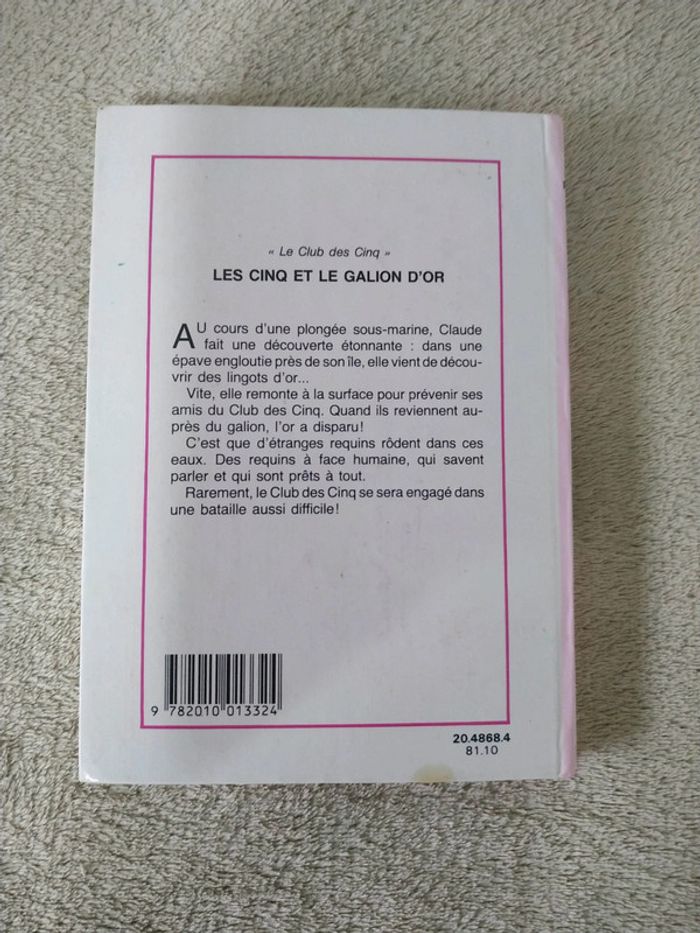 « Le Club des Cinq »
LES CINQ ET LE GALION D'OR
AU cours d'une plongée sous-marine, Claude
fait une découverte étonnante : dans une
épave engloutie près de son île, elle vient de décou-
vrir des lingots d'or...
Vite, elle remonte à la surface pour prévenir ses
amis du Club des Cinq. Quand ils reviennent au-
près du galion, l'or a disparu!
C'est que d'étranges requins rôdent dans ces
eaux. Des requins à face humaine, qui savent
parler et qui sont prêts à tout.
Rarement, le Club des Cinq se sera engagé dans
une bataille aussi difficile!
9 782010 013324
20.4868.4
81.10